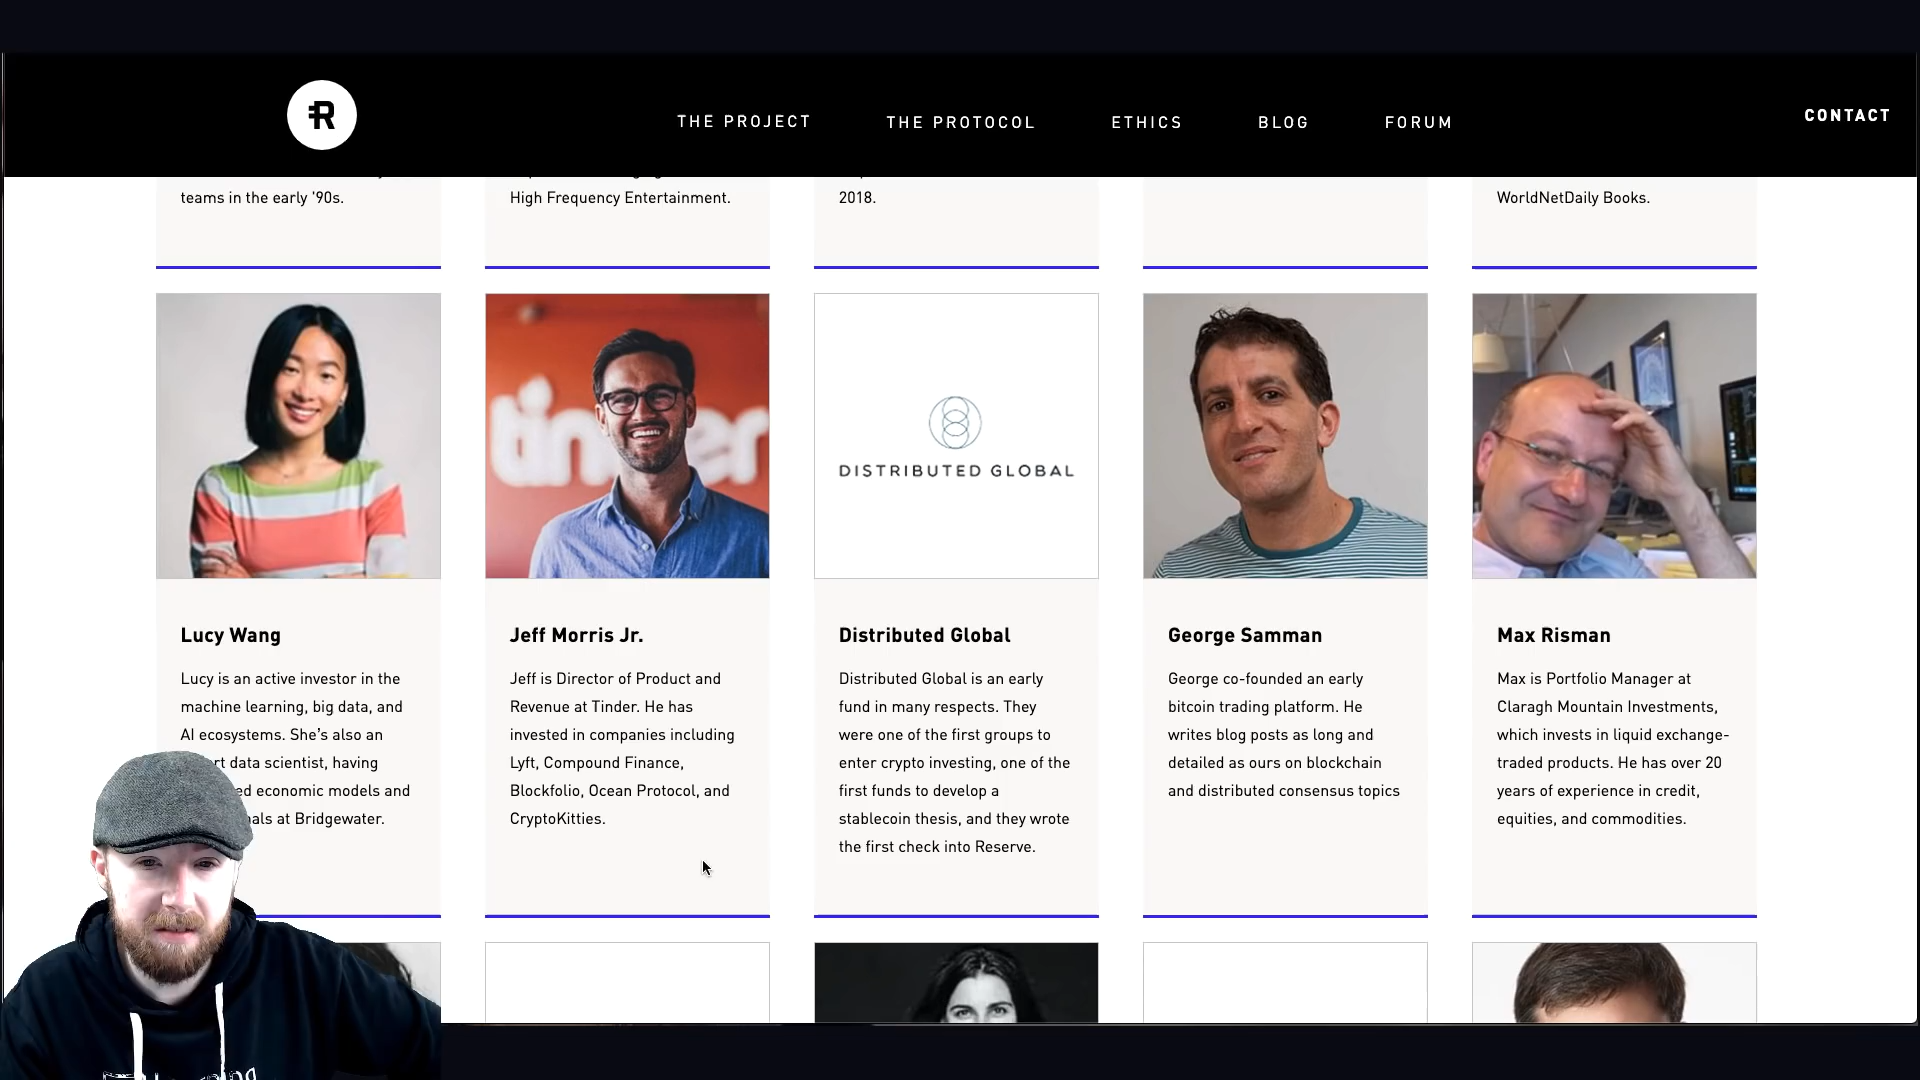 THE PROJECT
THE PROTOCOL
ETHICS
BLOG
FORUM
CONTACT
teams in the early '90s.
High Frequency Entertainment.
2018.
WorldNetDaily Books.
tinder
DISTRIBUTED GLOBAL
Lucy Wang
Lucy is an active investor in the
machine learning, big data, and
AI ecosystems. She's also an
data scientist, having
economic models and
at Bridgewater.
Jeff Morris Jr.
Jeff is Director of Product and
Revenue at Tinder. He has
invested in companies including
Lyft, Compound Finance,
Blockfolio, Ocean Protocol, and
CryptoKitties.
Distributed Global
Distributed Global is an early
fund in many respects. They
were one of the first groups to
enter crypto investing, one of the
first funds to develop a
stablecoin thesis, and they wrote
the first check into Reserve.
George Samman
George co-founded an early
bitcoin trading platform. He
writes blog posts as long and
detailed as ours on blockchain
and distributed consensus topics
Max Risman
Max is Portfolio Manager at
Claragh Mountain Investments,
which invests in liquid exchange-
traded products. He has over 20
years of experience in credit,
equities, and commodities.